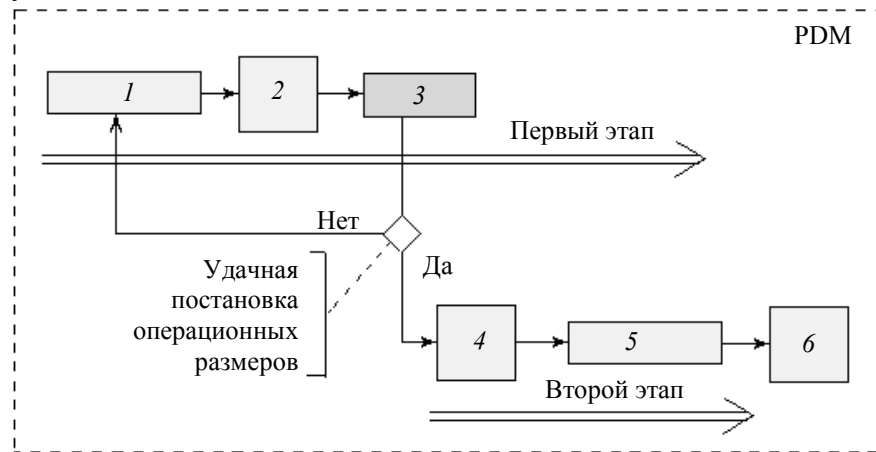 PDM
1
2
3
Первый этап
Нет
Удачная
постановка
операционных
размеров
Да
4
5
6
Второй этап